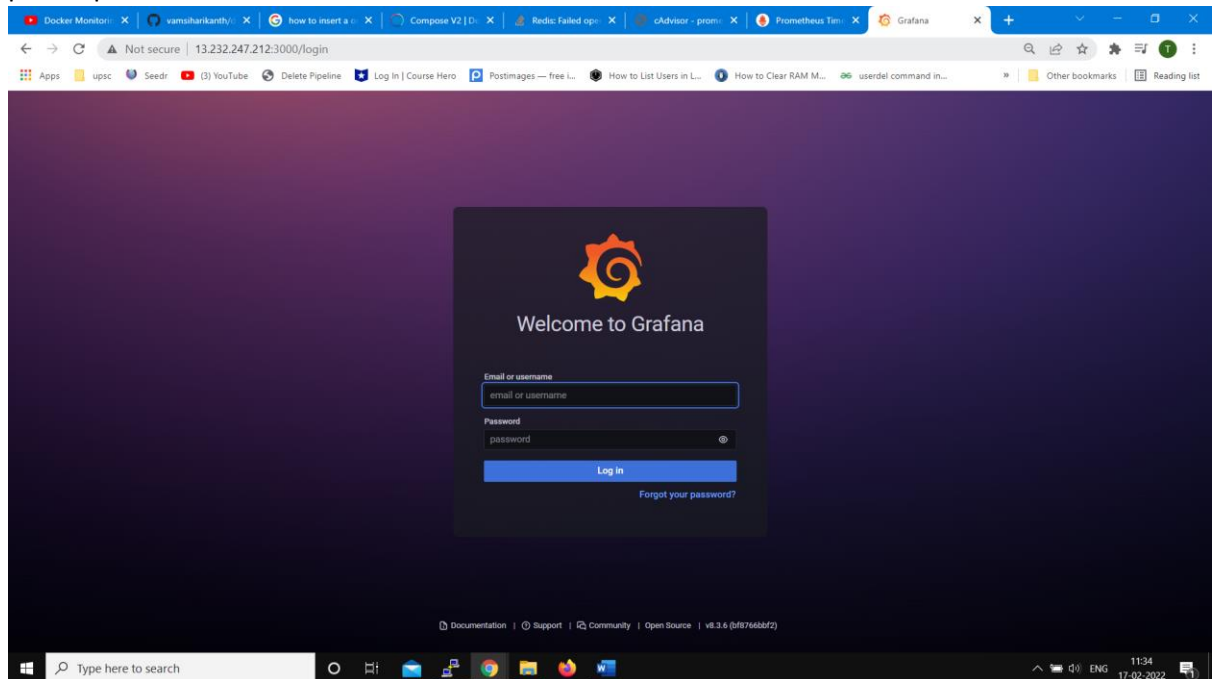 Docker Monitorin
vamsiharikanth/d
how to insert a
Compose V2 | D
Redis: Failed ope
cAdvisor - prom
Prometheus Tim
Grafana
Not secure | 13.232.247.212:3000/login
T
Apps
upsc
Seedr
(3) YouTube
Delete Pipeline
Log In | Course Hero
Postimages — free i...
How to List Users in L...
How to Clear RAM M...
userdel command in...
»
Other bookmarks
Reading list
Welcome to Grafana
Email or username
email or username
Password
password
Log in
Forgot your password?
Documentation | Support | Community | Open Source | v8.3.6 (bf8766bbf2)
Type here to search
ENG
11:34
17-02-2022